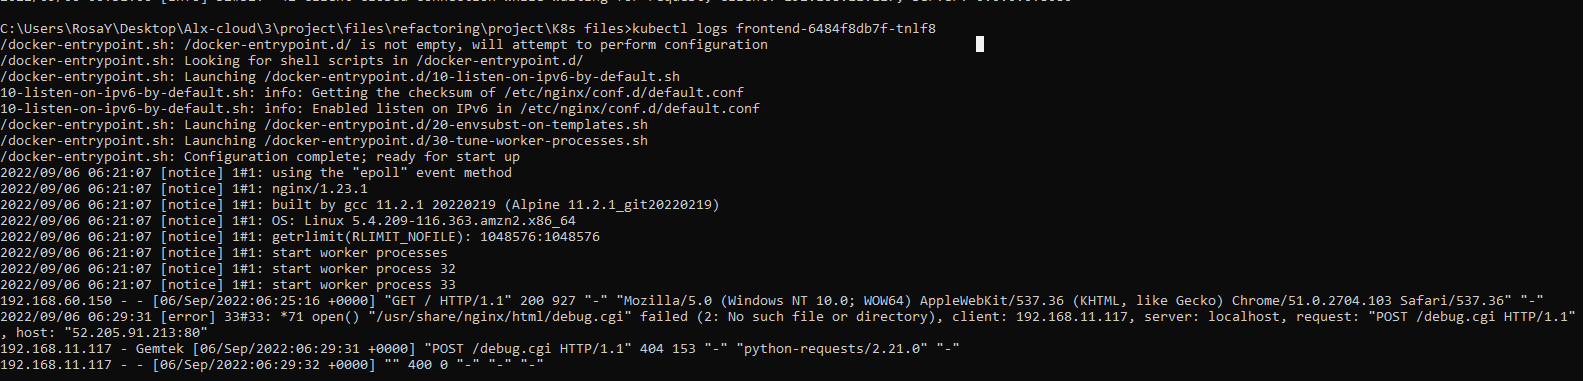 C:\Users\RosaY\Desktop\Alx-cloud\3\project\files\refactoring\project\K8s files>kubectl logs frontend-6484f8db7f-tnlf8
/docker-entrypoint.sh: /docker-entrypoint.d/ is not empty, will attempt to perform configuration
/docker-entrypoint.sh: Looking for shell scripts in /docker-entrypoint.d/
/docker-entrypoint.sh: Launching /docker-entrypoint.d/10-listen-on-ipv6-by-default.sh
10-listen-on-ipv6-by-default.sh: info: Getting the checksum of /etc/nginx/conf.d/default.conf
10-listen-on-ipv6-by-default.sh: info: Enabled listen on IPv6 in /etc/nginx/conf.d/default.conf
/docker-entrypoint.sh: Launching /docker-entrypoint.d/20-envsubst-on-templates.sh
/docker-entrypoint.sh: Launching /docker-entrypoint.d/30-tune-worker-processes.sh
/docker-entrypoint.sh: Configuration complete; ready for start up
2022/09/06 06:21:07 [notice] 1#1: using the "epoll" event method
2022/09/06 06:21:07 [notice] 1#1: nginx/1.23.1
2022/09/06 06:21:07 [notice] 1#1: built by gcc 11.2.1 20220219 (Alpine 11.2.1_git20220219)
2022/09/06 06:21:07 [notice] 1#1: OS: Linux 5.4.209-116.363.amzn2.x86_64
2022/09/06 06:21:07 [notice] 1#1: getrlimit(RLIMIT_NOFILE): 1048576:1048576
2022/09/06 06:21:07 [notice] 1#1: start worker processes
2022/09/06 06:21:07 [notice] 1#1: start worker process 32
2022/09/06 06:21:07 [notice] 1#1: start worker process 33
192.168.60.150 - - [06/Sep/2022:06:25:16 +0000] "GET / HTTP/1.1" 200 927 "-" "Mozilla/5.0 (Windows NT 10.0; WOW64) AppleWebKit/537.36 (KHTML, like Gecko) Chrome/51.0.2704.103 Safari/537.36" "-"
2022/09/06 06:29:31 [error] 33#33: *71 open() "/usr/share/nginx/html/debug.cgi" failed (2: No such file or directory), client: 192.168.11.117, server: localhost, request: "POST /debug.cgi HTTP/1.1"
, host: "52.205.91.213:80"
192.168.11.117 - Gemtek [06/Sep/2022:06:29:31 +0000] "POST /debug.cgi HTTP/1.1" 404 153 "-" "python-requests/2.21.0" "-"
192.168.11.117 - - [06/Sep/2022:06:29:32 +0000] "" 400 0 "-" "-" "-"